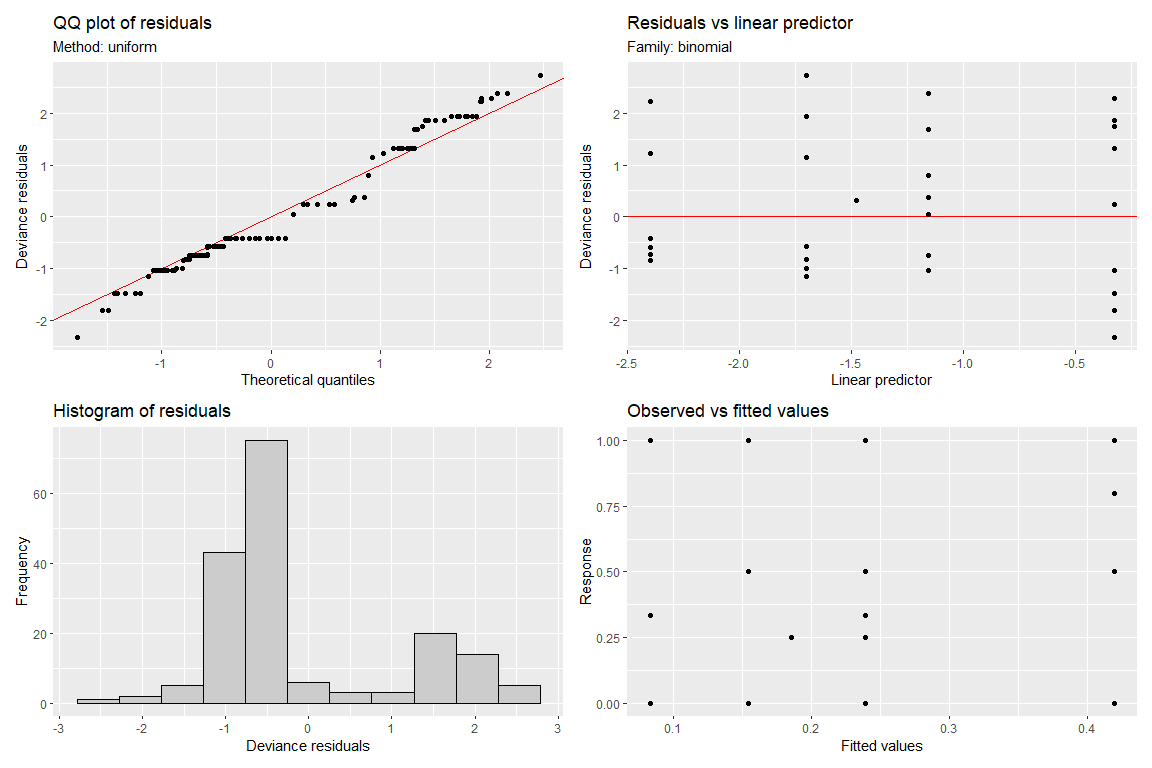 QQ plot of residuals
Method: uniform
Deviance residuals
2
1
0
-1
-2
-1
0
1
2
Theoretical quantiles
Residuals vs linear predictor
Family: binomial
Deviance residuals
2
1
0
-1
-2
-2.5
-2.0
-1.5
-1.0
-0.5
Linear predictor
Histogram of residuals
Frequency
60
40
20
0
-3
-2
-1
0
1
2
3
Deviance residuals
Observed vs fitted values
Response
1.00
0.75
0.50
0.25
0.00
0.1
0.2
0.3
0.4
Fitted values